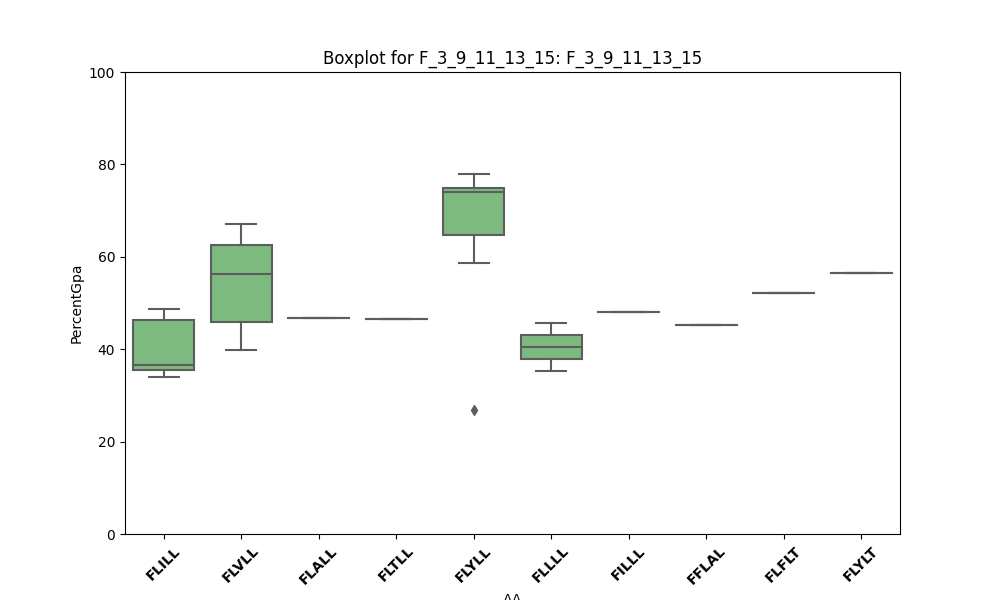 Boxplot for F_3_9_11_13_15: F_3_9_11_13_15
100
80
60
40
20
0
PercentGpa
FLILL
FLVLL
FLALL
FLTLL
FLYLL
FLLLL
FILLL
FFLAL
FLFLT
FLYLT
AA